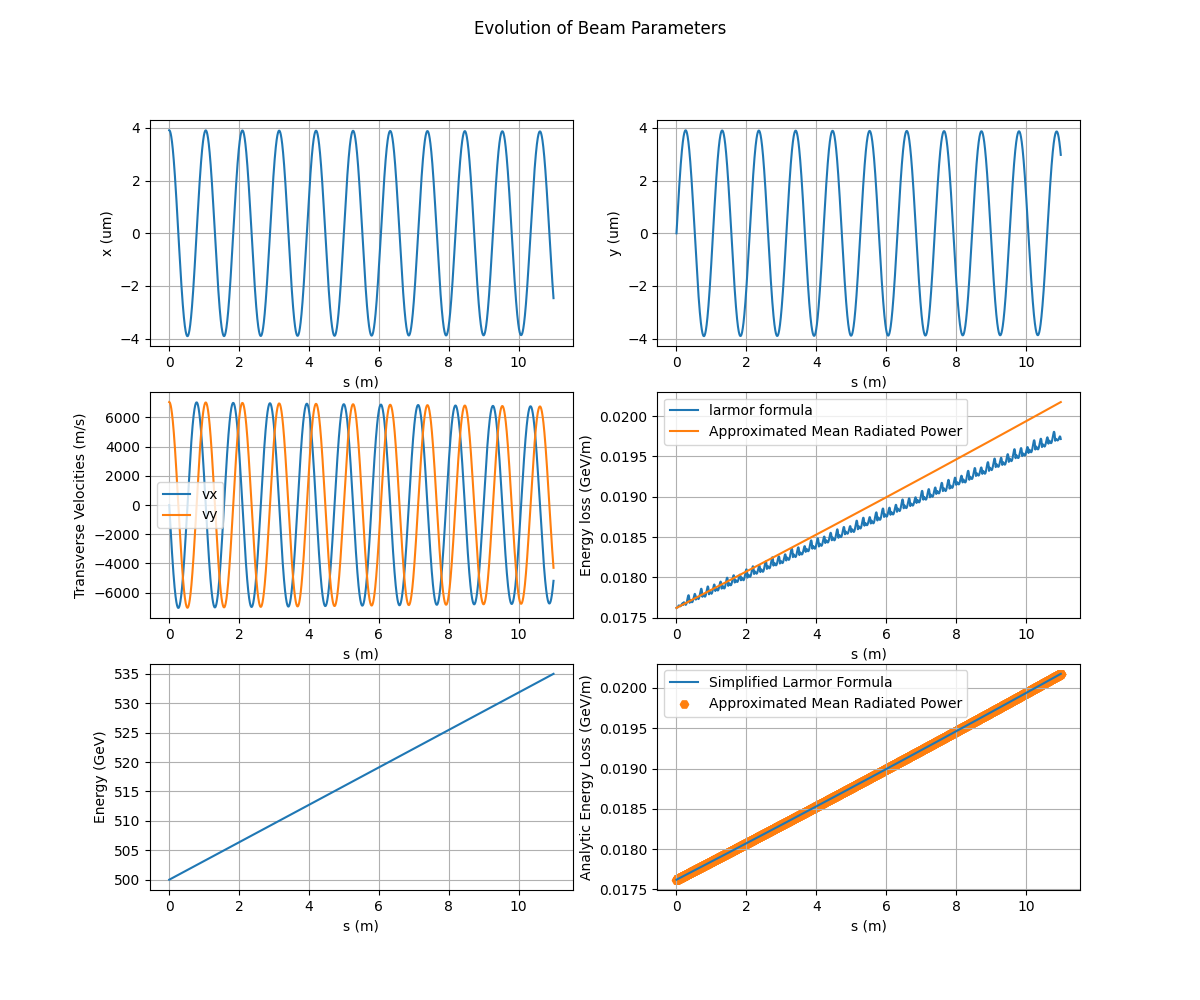 Evolution of Beam Parameters
4
2
0
−2
−4
x (um)
0 2 4 6 8 10
s (m)
4
2
0
−2
−4
y (um)
0 2 4 6 8 10
s (m)
6000
4000
2000
0
−2000
−4000
−6000
Transverse Velocities (m/s)
vx
vy
0 2 4 6 8 10
s (m)
0.0200
0.0195
0.0190
0.0185
0.0180
0.0175
Energy loss (GeV/m)
larmor formula
Approximated Mean Radiated Power
0 2 4 6 8 10
s (m)
535
530
525
520
515
510
505
500
Energy (GeV)
0 2 4 6 8 10
s (m)
0.0200
0.0195
0.0190
0.0185
0.0180
0.0175
Analytic Energy Loss (GeV/m)
Simplified Larmor Formula
Approximated Mean Radiated Power
0 2 4 6 8 10
s (m)